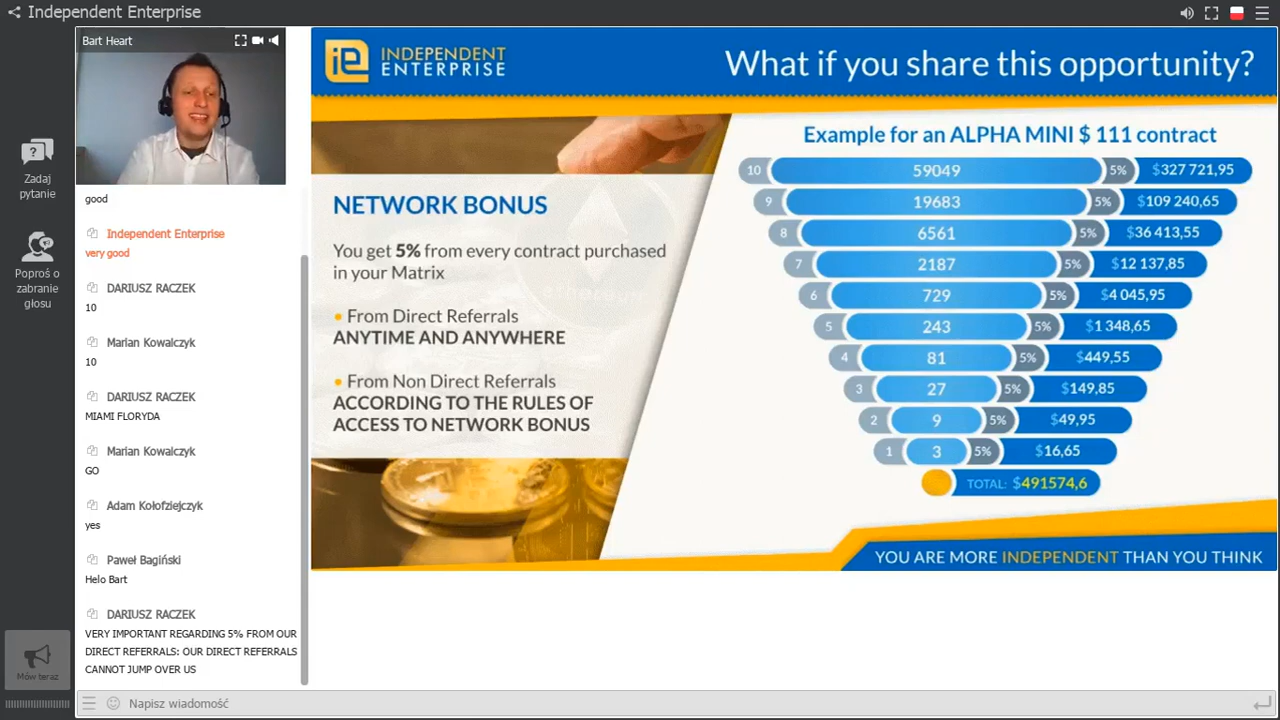 Independent Enterprise
Bart Heart
Zadaj
pytanie
Poproś o
zabranie
głosu
Mów teraz
good
Independent Enterprise
very good
DARIUSZ RACZEK
10
Marian Kowalczyk
10
DARIUSZ RACZEK
MIAMI FLORYDA
Marian Kowalczyk
GO
Adam Kołofziejczyk
yes
Paweł Bagiński
Helo Bart
DARIUSZ RACZEK
VERY IMPORTANT REGARDING 5% FROM OUR
DIRECT REFERRALS: OUR DIRECT REFERRALS
CANNOT JUMP OVER US
Napisz wiadomość
ie INDEPENDENT
ENTERPRISE
What if you share this opportunity?
NETWORK BONUS
You get 5% from every contract purchased
in your Matrix
• From Direct Referrals
ANYTIME AND ANYWHERE
• From Non Direct Referrals
ACCORDING TO THE RULES OF
ACCESS TO NETWORK BONUS
Example for an ALPHA MINI $ 111 contract
10 59049 5% $327 721,95
9 19683 5% $109 240,65
8 6561 5% $36 413,55
7 2187 5% $12 137,85
6 729 5% $4 045,95
5 243 5% $1 348,65
4 81 5% $449,55
3 27 5% $149,85
2 9 5% $49,95
1 3 5% $16,65
TOTAL: $491574,6
YOU ARE MORE INDEPENDENT THAN YOU THINK